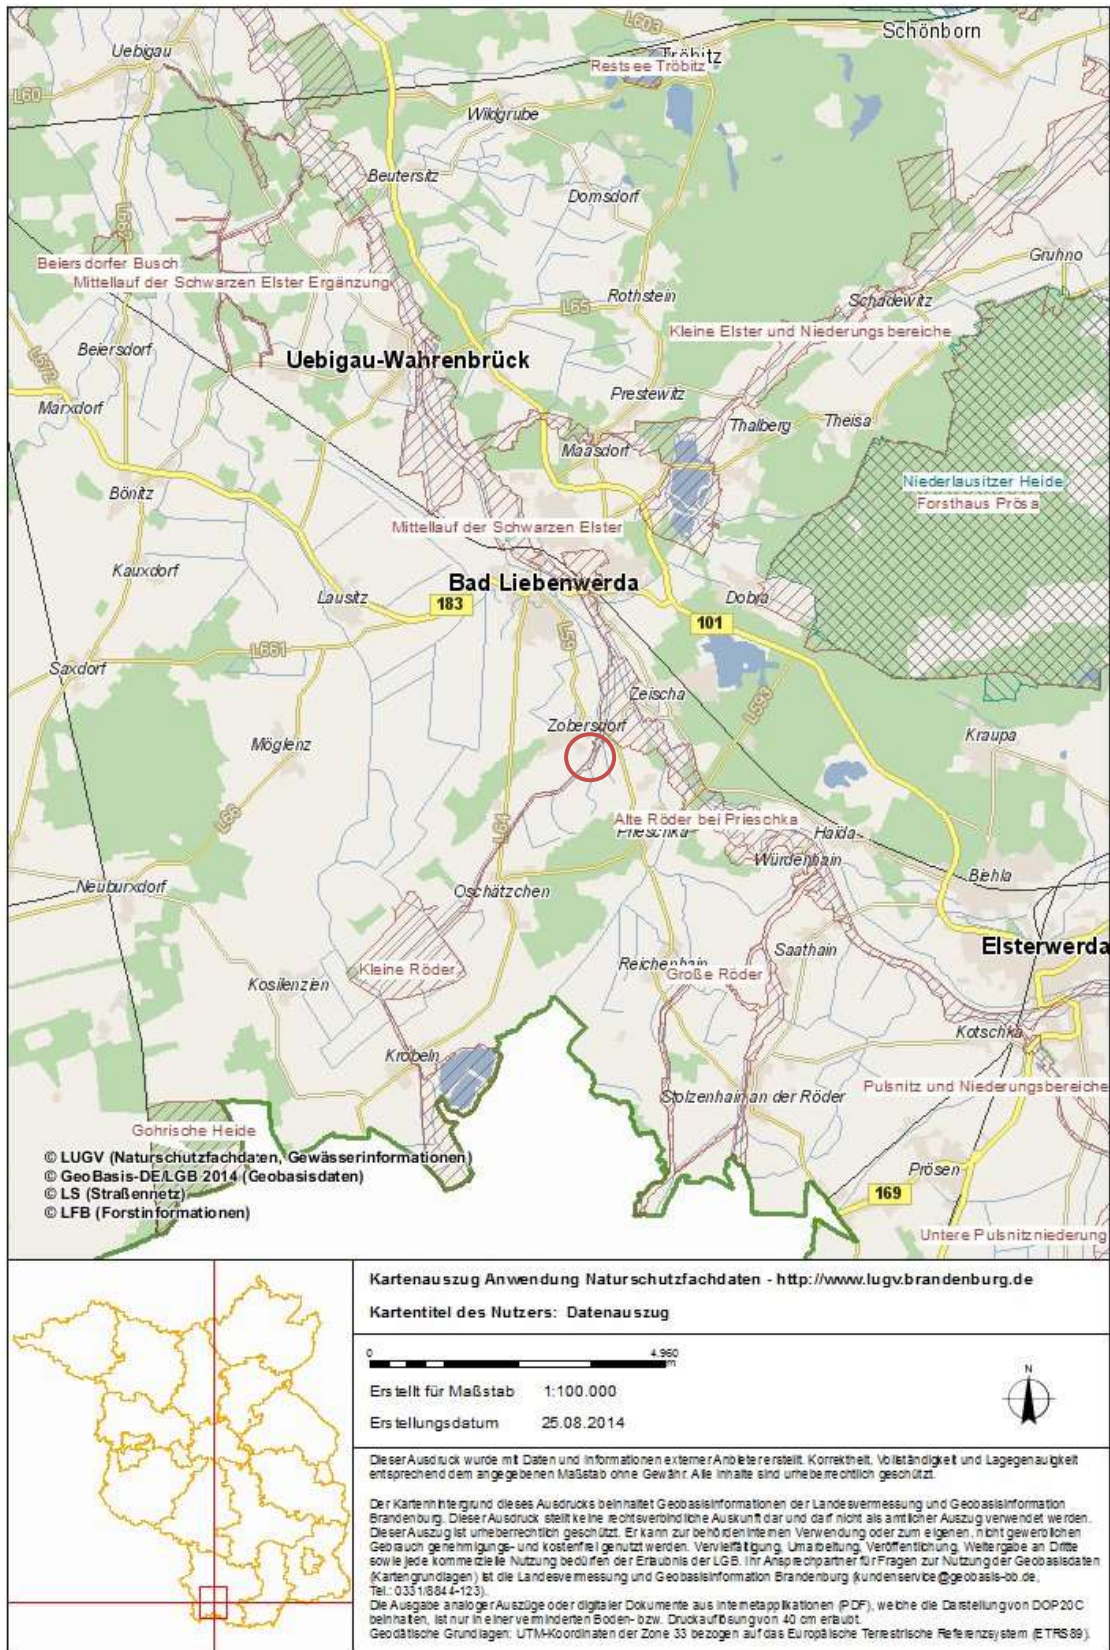 L603
Schönborn
Uebigau
Tröbitz
Restsee Tröbitz
L60
Wildgrube
Beutersitz
Domsdorf
Gruhno
Beiersdorfer Busch
Mittellauf der Schwarzen Elster Ergänzung
Rothstein
Schadewitz
L65
Kleine Elster und Niederungsbereiche
Beiersdorf
Uebigau-Wahrenbrück
L672
Prestewitz
Marxdorf
Thalberg
Theisa
Maasdorf
Niederlausitzer Heide
Forsthaus Prösa
Bönitz
Mittellauf der Schwarzen Elster
Kauxdorf
Bad Liebenwerda
Lausitz
183
Dobra
101
L59
L661
Saxdorf
Zeischa
L593
Zobersdorf
Möglenz
Kraupa
L66
L64
Alte Röder bei Prieschka
Prieschka
Haida
Würdenhain
Biehla
Neuburxdorf
Oschätzchen
Elsterwerda
Saathain
Reichenhain
Kleine Röder
Große Röder
Kosilenzien
Kotschka
Kröbeln
Pulsnitz und Niederungsbereiche
Stolzenhain an der Röder
Gohrische Heide
© LUGV (Naturschutzfachdaten, Gewässerinformationen)
© GeoBasis-DE/LGB 2014 (Geobasisdaten)
© LS (Straßennetz)
© LFB (Forstinformationen)
Prösen
169
Untere Pulsnitzniederung
Kartenauszug Anwendung Naturschutzfachdaten - http://www.lugv.brandenburg.de
Kartentitel des Nutzers: Datenauszug
0 4.960
m
Erstellt für Maßstab 1:100.000
Erstellungsdatum 25.08.2014
N
Dieser Ausdruck wurde mit Daten und Informationen externer Anbieter erstellt. Korrektheit, Vollständigkeit und Lagegenauigkeit
entsprechend dem angegebenen Maßstab ohne Gewähr. Alle Inhalte sind urheberrechtlich geschützt.
Der Kartenhintergrund dieses Ausdrucks beinhaltet Geobasisinformationen der Landesvermessung und Geobasisinformation
Brandenburg. Dieser Ausdruck stellt keine rechtsverbindliche Auskunft dar und darf nicht als amtlicher Auszug verwendet werden.
Dieser Auszug ist urheberrechtlich geschützt. Er kann zur behördeninternen Verwendung oder zum eigenen, nicht gewerblichen
Gebrauch genehmigungs- und kostenfrei genutzt werden. Vervielfältigung, Umarbeitung, Veröffentlichung, Weitergabe an Dritte
sowie jede kommerzielle Nutzung bedürfen der Erlaubnis der LGB. Ihr Ansprechpartner für Fragen zur Nutzung der Geobasisdaten
(Kartengrundlagen) ist die Landesvermessung und Geobasisinformation Brandenburg (kundenservice@geobasis-bb.de,
Tel.: 0331/8844-123).
Die Ausgabe analoger Auszüge oder digitaler Dokumente aus Internetapplikationen (PDF), welche die Darstellung von DOP20C
beinhalten, ist nur in einer verminderten Boden- bzw. Druckauflösung von 40 cm erlaubt.
Geodätische Grundlagen: UTM-Koordinaten der Zone 33 bezogen auf das Europäische Terrestrische Referenzsystem (ETRS89).